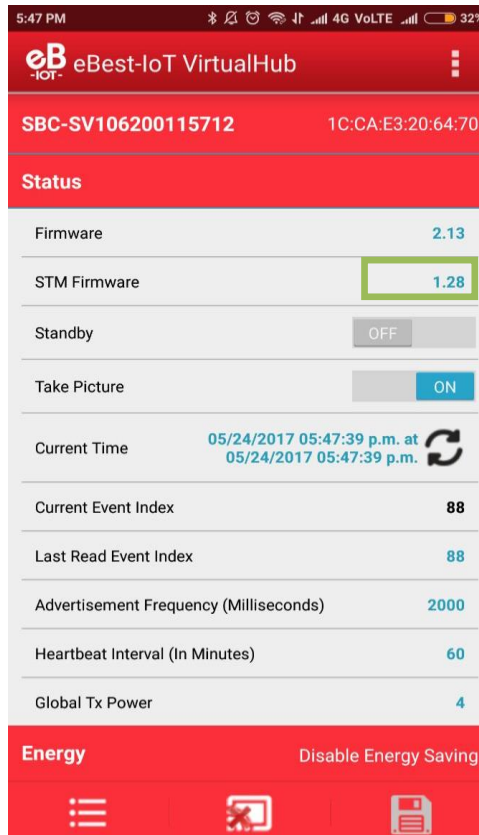 5:47 PM 4G VoLTE 32%
eB -IOT- eBest-IoT VirtualHub
SBC-SV106200115712 1C:CA:E3:20:64:70
Status
Firmware 2.13
STM Firmware 1.28
Standby OFF
Take Picture ON
Current Time 05/24/2017 05:47:39 p.m. at
05/24/2017 05:47:39 p.m.
Current Event Index 88
Last Read Event Index 88
Advertisement Frequency (Milliseconds) 2000
Heartbeat Interval (In Minutes) 60
Global Tx Power 4
Energy Disable Energy Saving